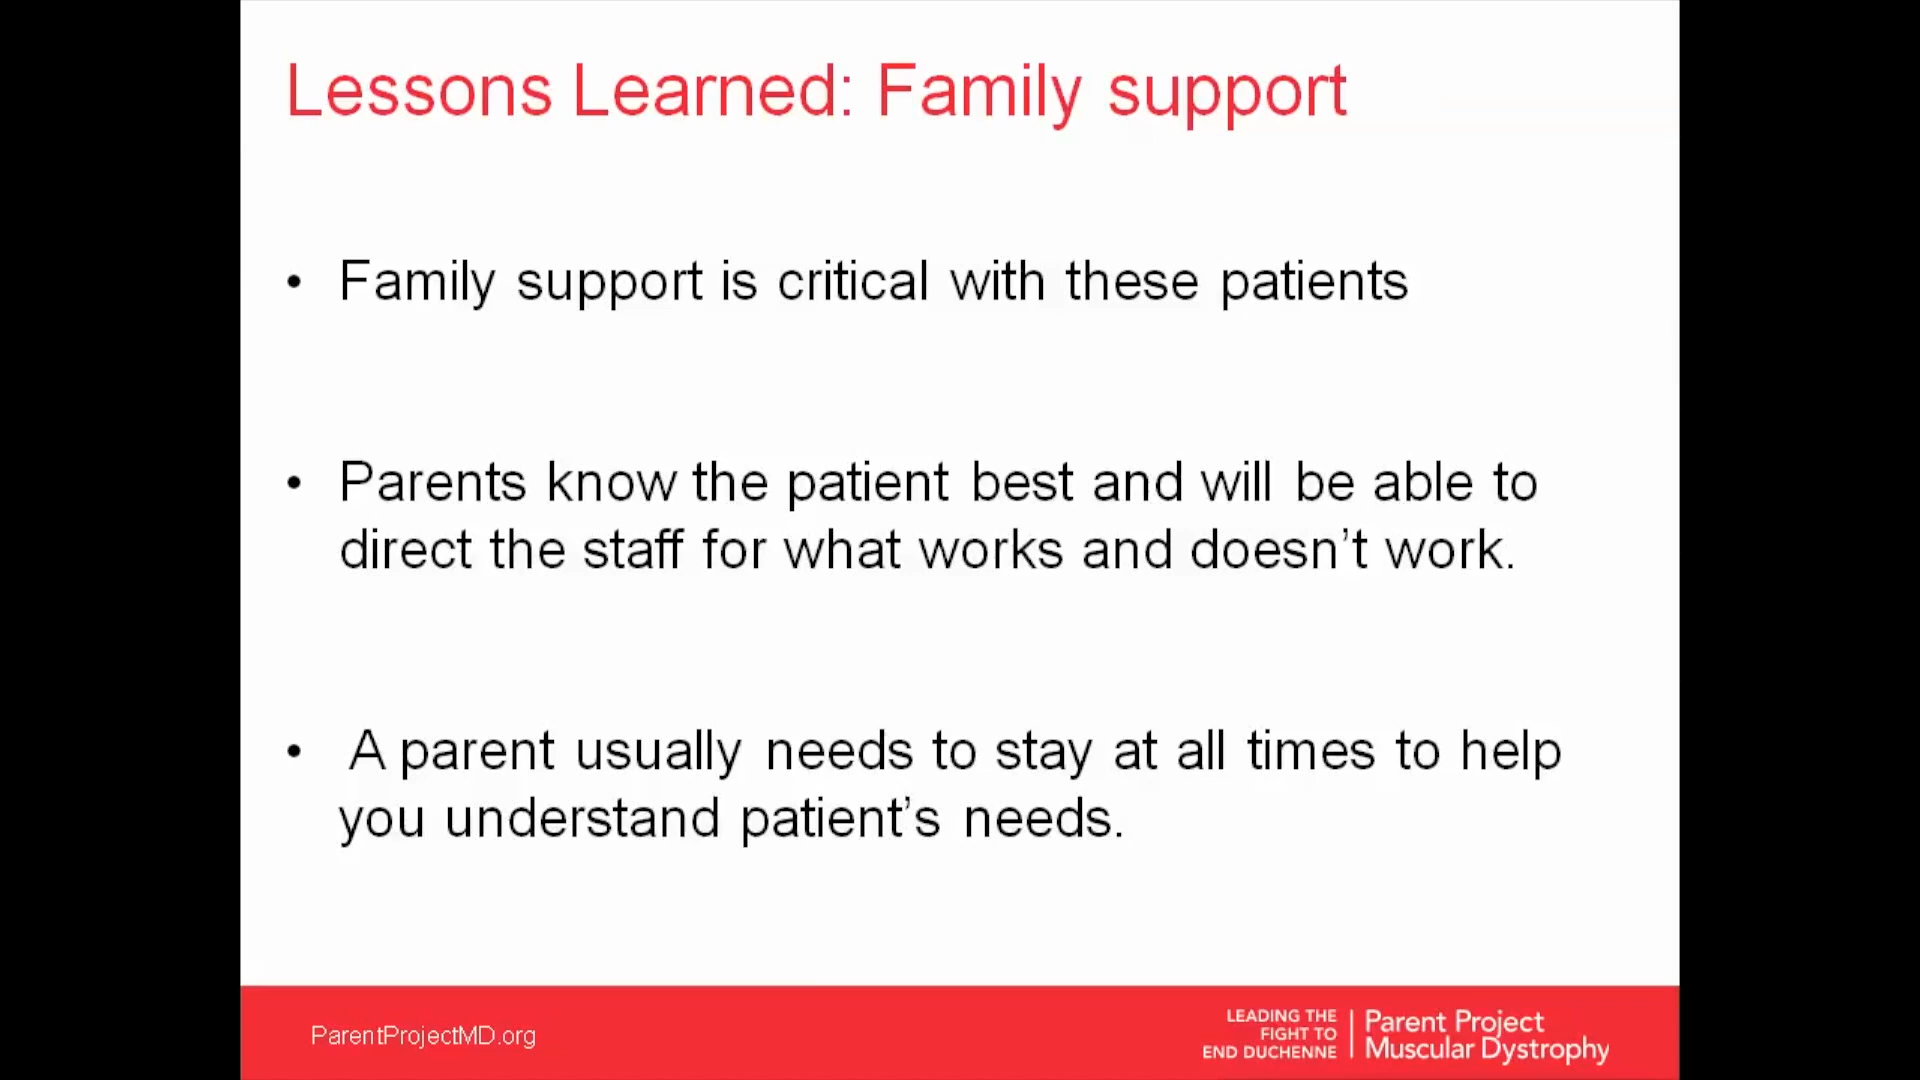 Lessons Learned: Family support
• Family support is critical with these patients
• Parents know the patient best and will be able to
direct the staff for what works and doesn’t work.
• A parent usually needs to stay at all times to help
you understand patient’s needs.
ParentProjectMD.org
LEADING THE
FIGHT TO
END DUCHENNE
Parent Project
Muscular Dystrophy